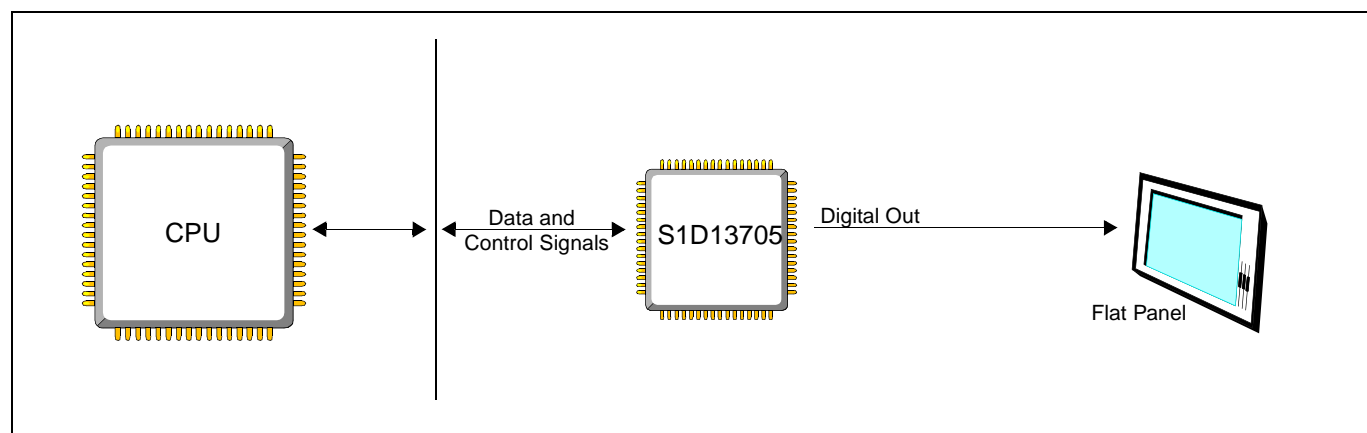 CPU
Data and
Control Signals
S1D13705
Digital Out
Flat Panel